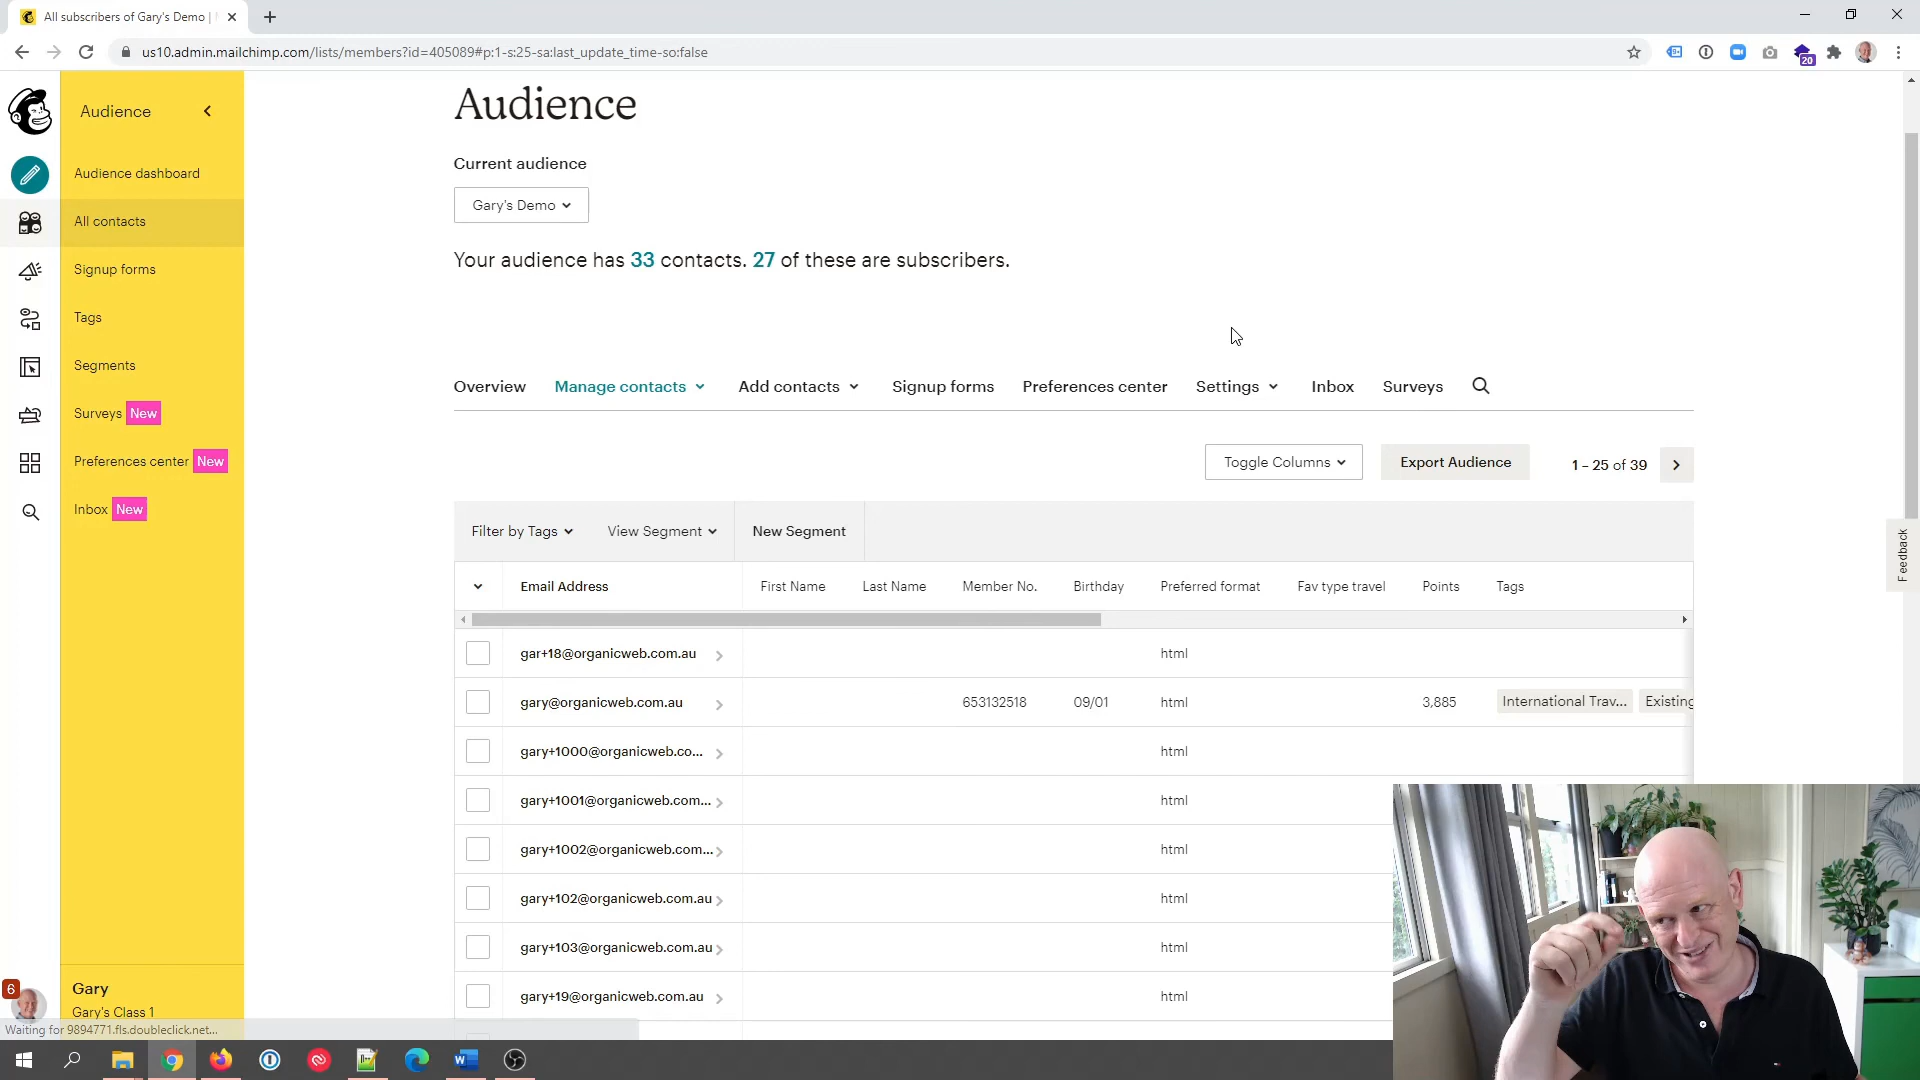 All subscribers of Gary's Demo |
us10.admin.mailchimp.com/lists/members?id=405089#p:1-s:25-sa:last_update_time-so:false
20
Audience
Audience dashboard
All contacts
Signup forms
Tags
Segments
Surveys New
Preferences center New
Inbox New
6
Gary
Gary's Class 1
Waiting for 9894771.fls.doubleclick.net...
Audience
Current audience
Gary's Demo
Your audience has 33 contacts. 27 of these are subscribers.
Overview Manage contacts Add contacts Signup forms Preferences center Settings Inbox Surveys
Toggle Columns Export Audience 1 – 25 of 39
Filter by Tags View Segment New Segment
Email Address First Name Last Name Member No. Birthday Preferred format Fav type travel Points Tags
gar+18@organicweb.com.au html
gary@organicweb.com.au 653132518 09/01 html 3,885 International Trav... Existing
gary+1000@organicweb.co... html
gary+1001@organicweb.com... html
gary+1002@organicweb.com... html
gary+102@organicweb.com.au html
gary+103@organicweb.com.au html
gary+19@organicweb.com.au html
Feedback